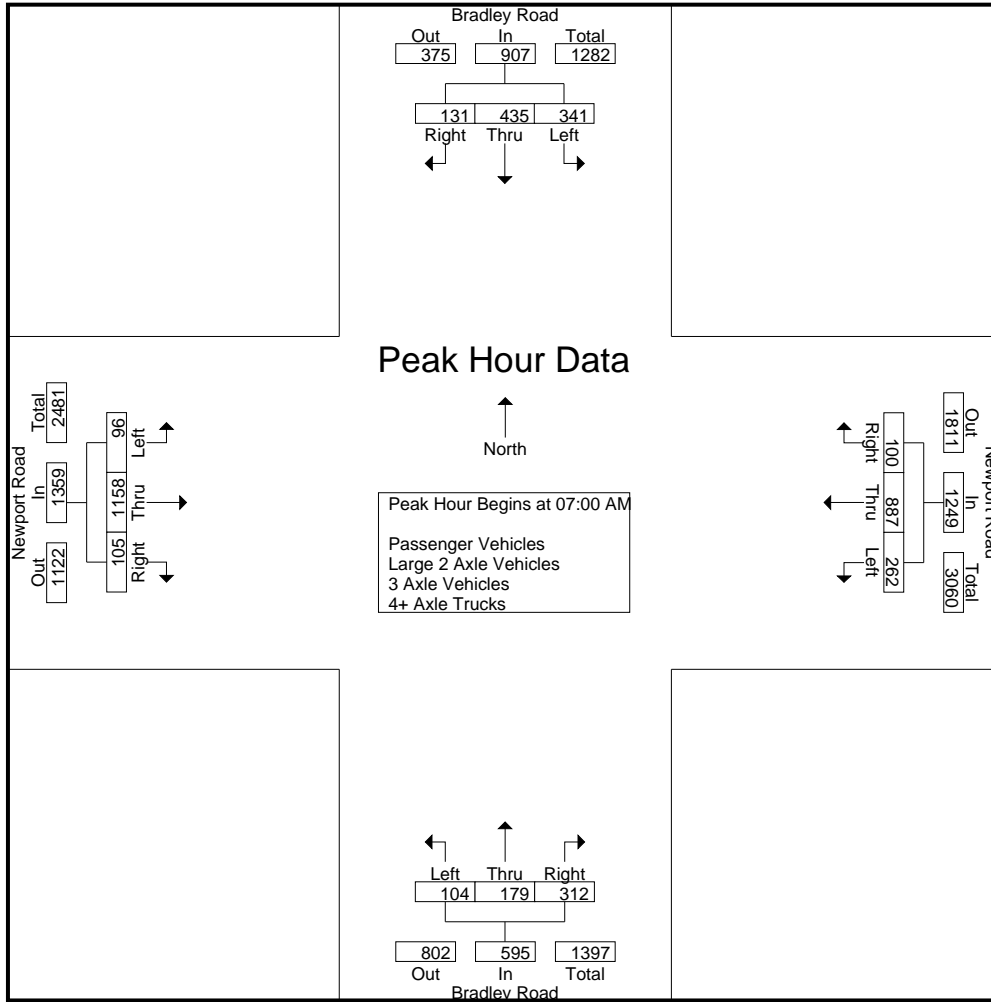 Bradley Road
Out In Total
375 907 1282
131 435 341
Right Thru Left
Peak Hour Data
North
Peak Hour Begins at 07:00 AM
Passenger Vehicles
Large 2 Axle Vehicles
3 Axle Vehicles
4+ Axle Trucks
Newport Road
Out In Total
1122 1359 2481
105 1158 96
Right Thru Left
Newport Road
Out In Total
1811 1249 3060
100 887 262
Right Thru Left
Left Thru Right
104 179 312
802 595 1397
Out In Total
Bradley Road